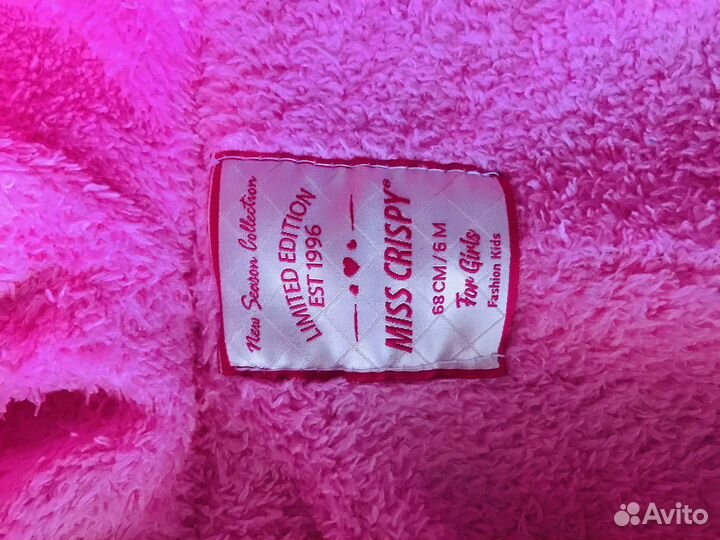 New Season Collection
LIMITED EDITION
EST 1996
MISS CRISPY®
68 CM / 6 M
For Girls
Fashion Kids
Avito